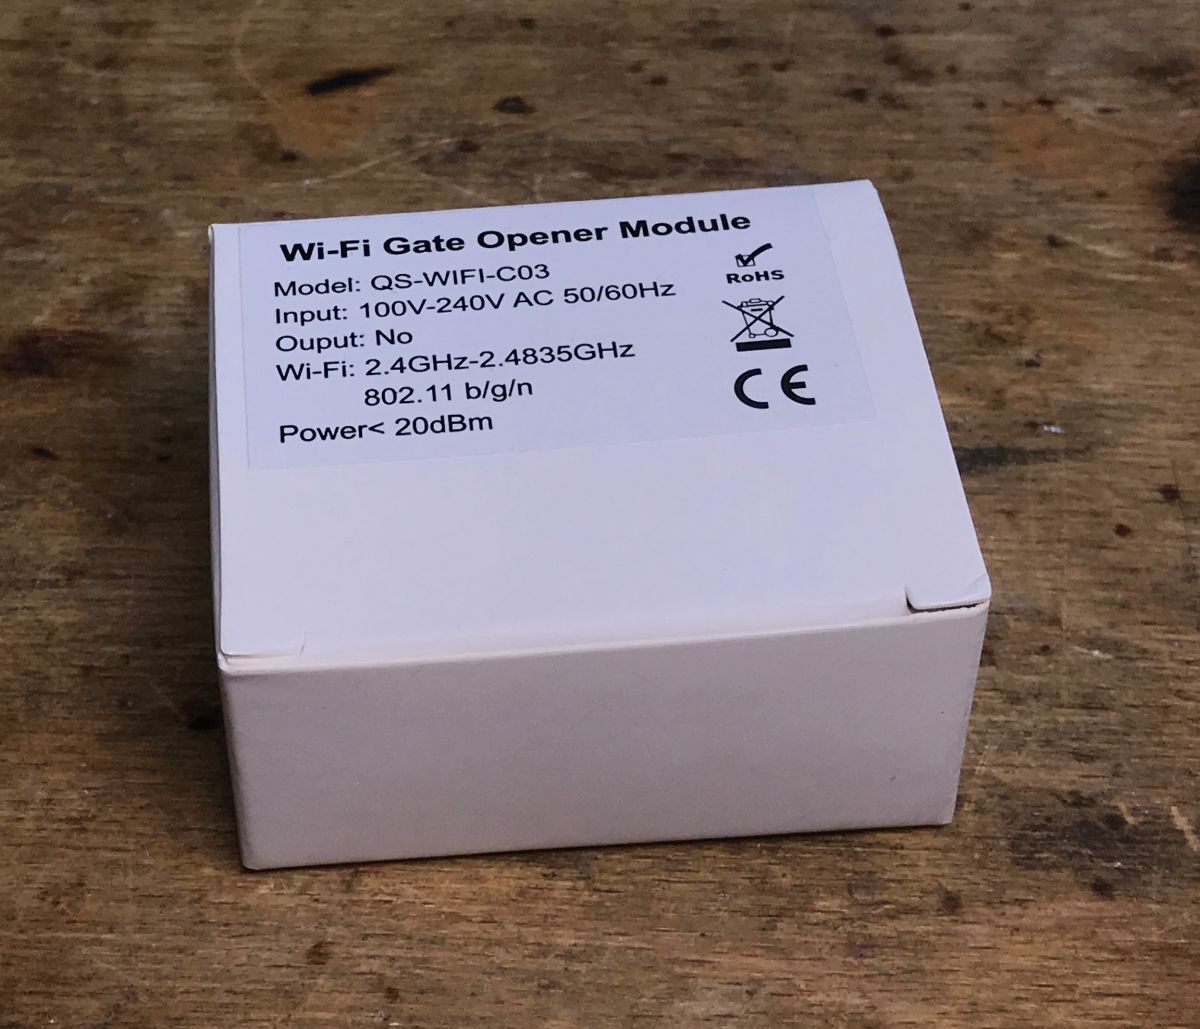 Wi-Fi Gate Opener Module
Model: QS-WIFI-C03
Input: 100V-240V AC 50/60Hz
Ouput: No
Wi-Fi: 2.4GHz-2.4835GHz
802.11 b/g/n
Power< 20dBm
RoHS
CE